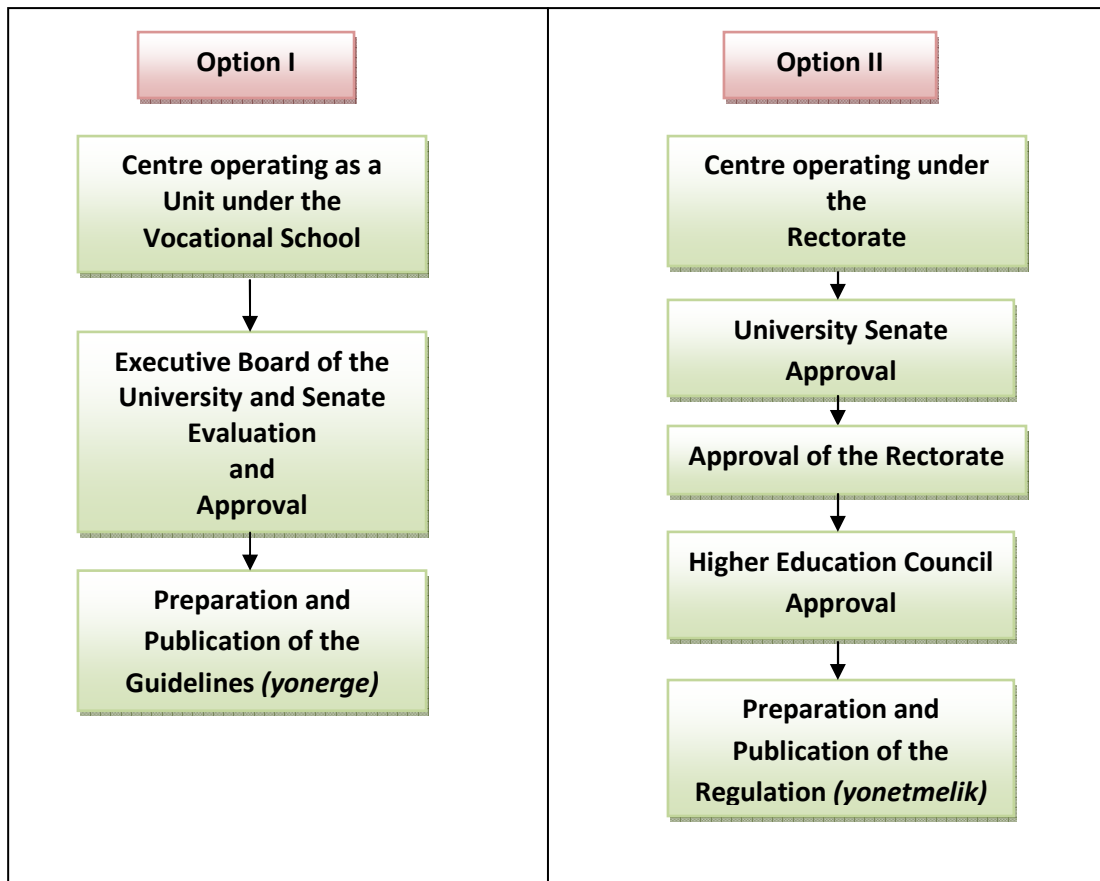 Option I
Centre operating as a
Unit under the
Vocational School
Executive Board of the
University and Senate
Evaluation
and
Approval
Preparation and
Publication of the
Guidelines (yonerge)
Option II
Centre operating under
the
Rectorate
University Senate
Approval
Approval of the Rectorate
Higher Education Council
Approval
Preparation and
Publication of the
Regulation (yonetmelik)